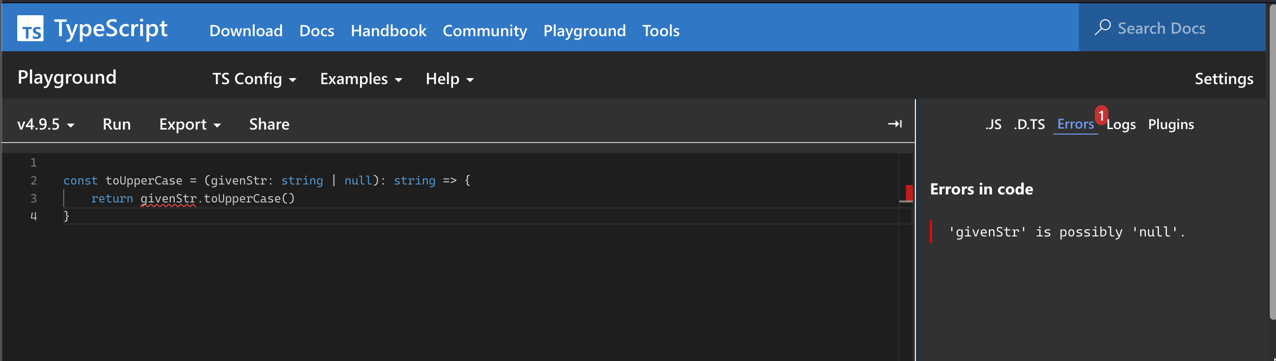 TS TypeScript Download Docs Handbook Community Playground Tools Search Docs
Playground TS Config Examples Help Settings
v4.9.5 Run Export Share
.JS .D.TS Errors 1 Logs Plugins
1
2 const toUpperCase = (givenStr: string | null): string => {
3 return givenStr.toUpperCase()
4 }
Errors in code
'givenStr' is possibly 'null'.